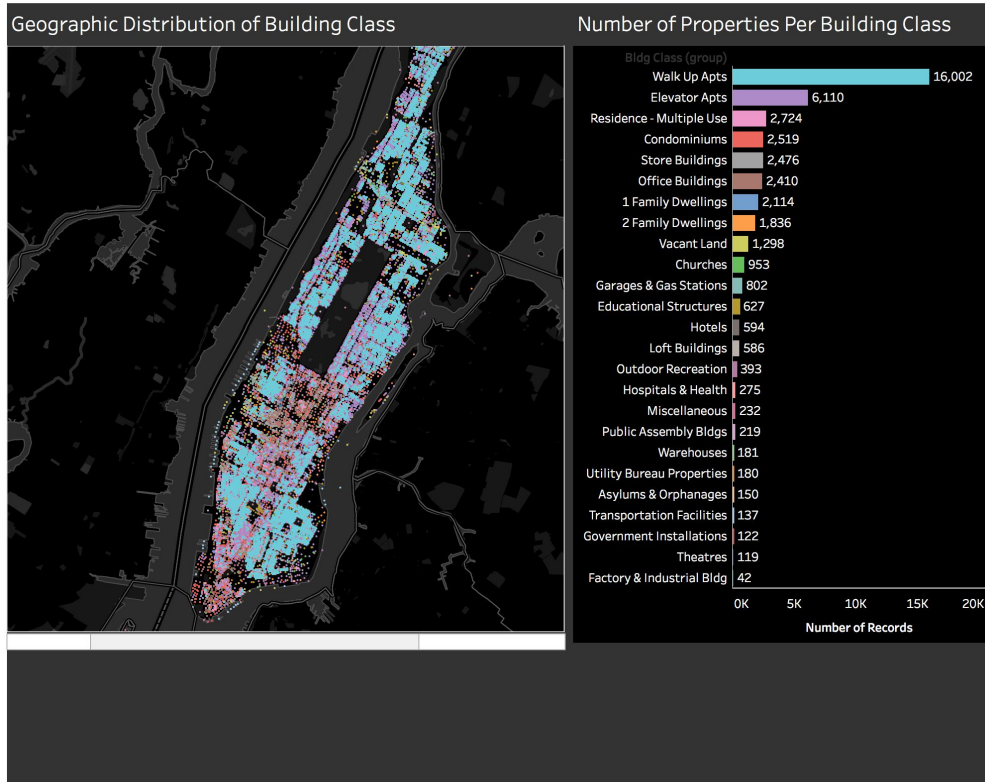 Geographic Distribution of Building Class
Number of Properties Per Building Class
Bldg Class (group)
Walk Up Apts 16,002
Elevator Apts 6,110
Residence - Multiple Use 2,724
Condominiums 2,519
Store Buildings 2,476
Office Buildings 2,410
1 Family Dwellings 2,114
2 Family Dwellings 1,836
Vacant Land 1,298
Churches 953
Garages & Gas Stations 802
Educational Structures 627
Hotels 594
Loft Buildings 586
Outdoor Recreation 393
Hospitals & Health 275
Miscellaneous 232
Public Assembly Bldgs 219
Warehouses 181
Utility Bureau Properties 180
Asylums & Orphanages 150
Transportation Facilities 137
Government Installations 122
Theatres 119
Factory & Industrial Bldg 42
0K 5K 10K 15K 20K
Number of Records